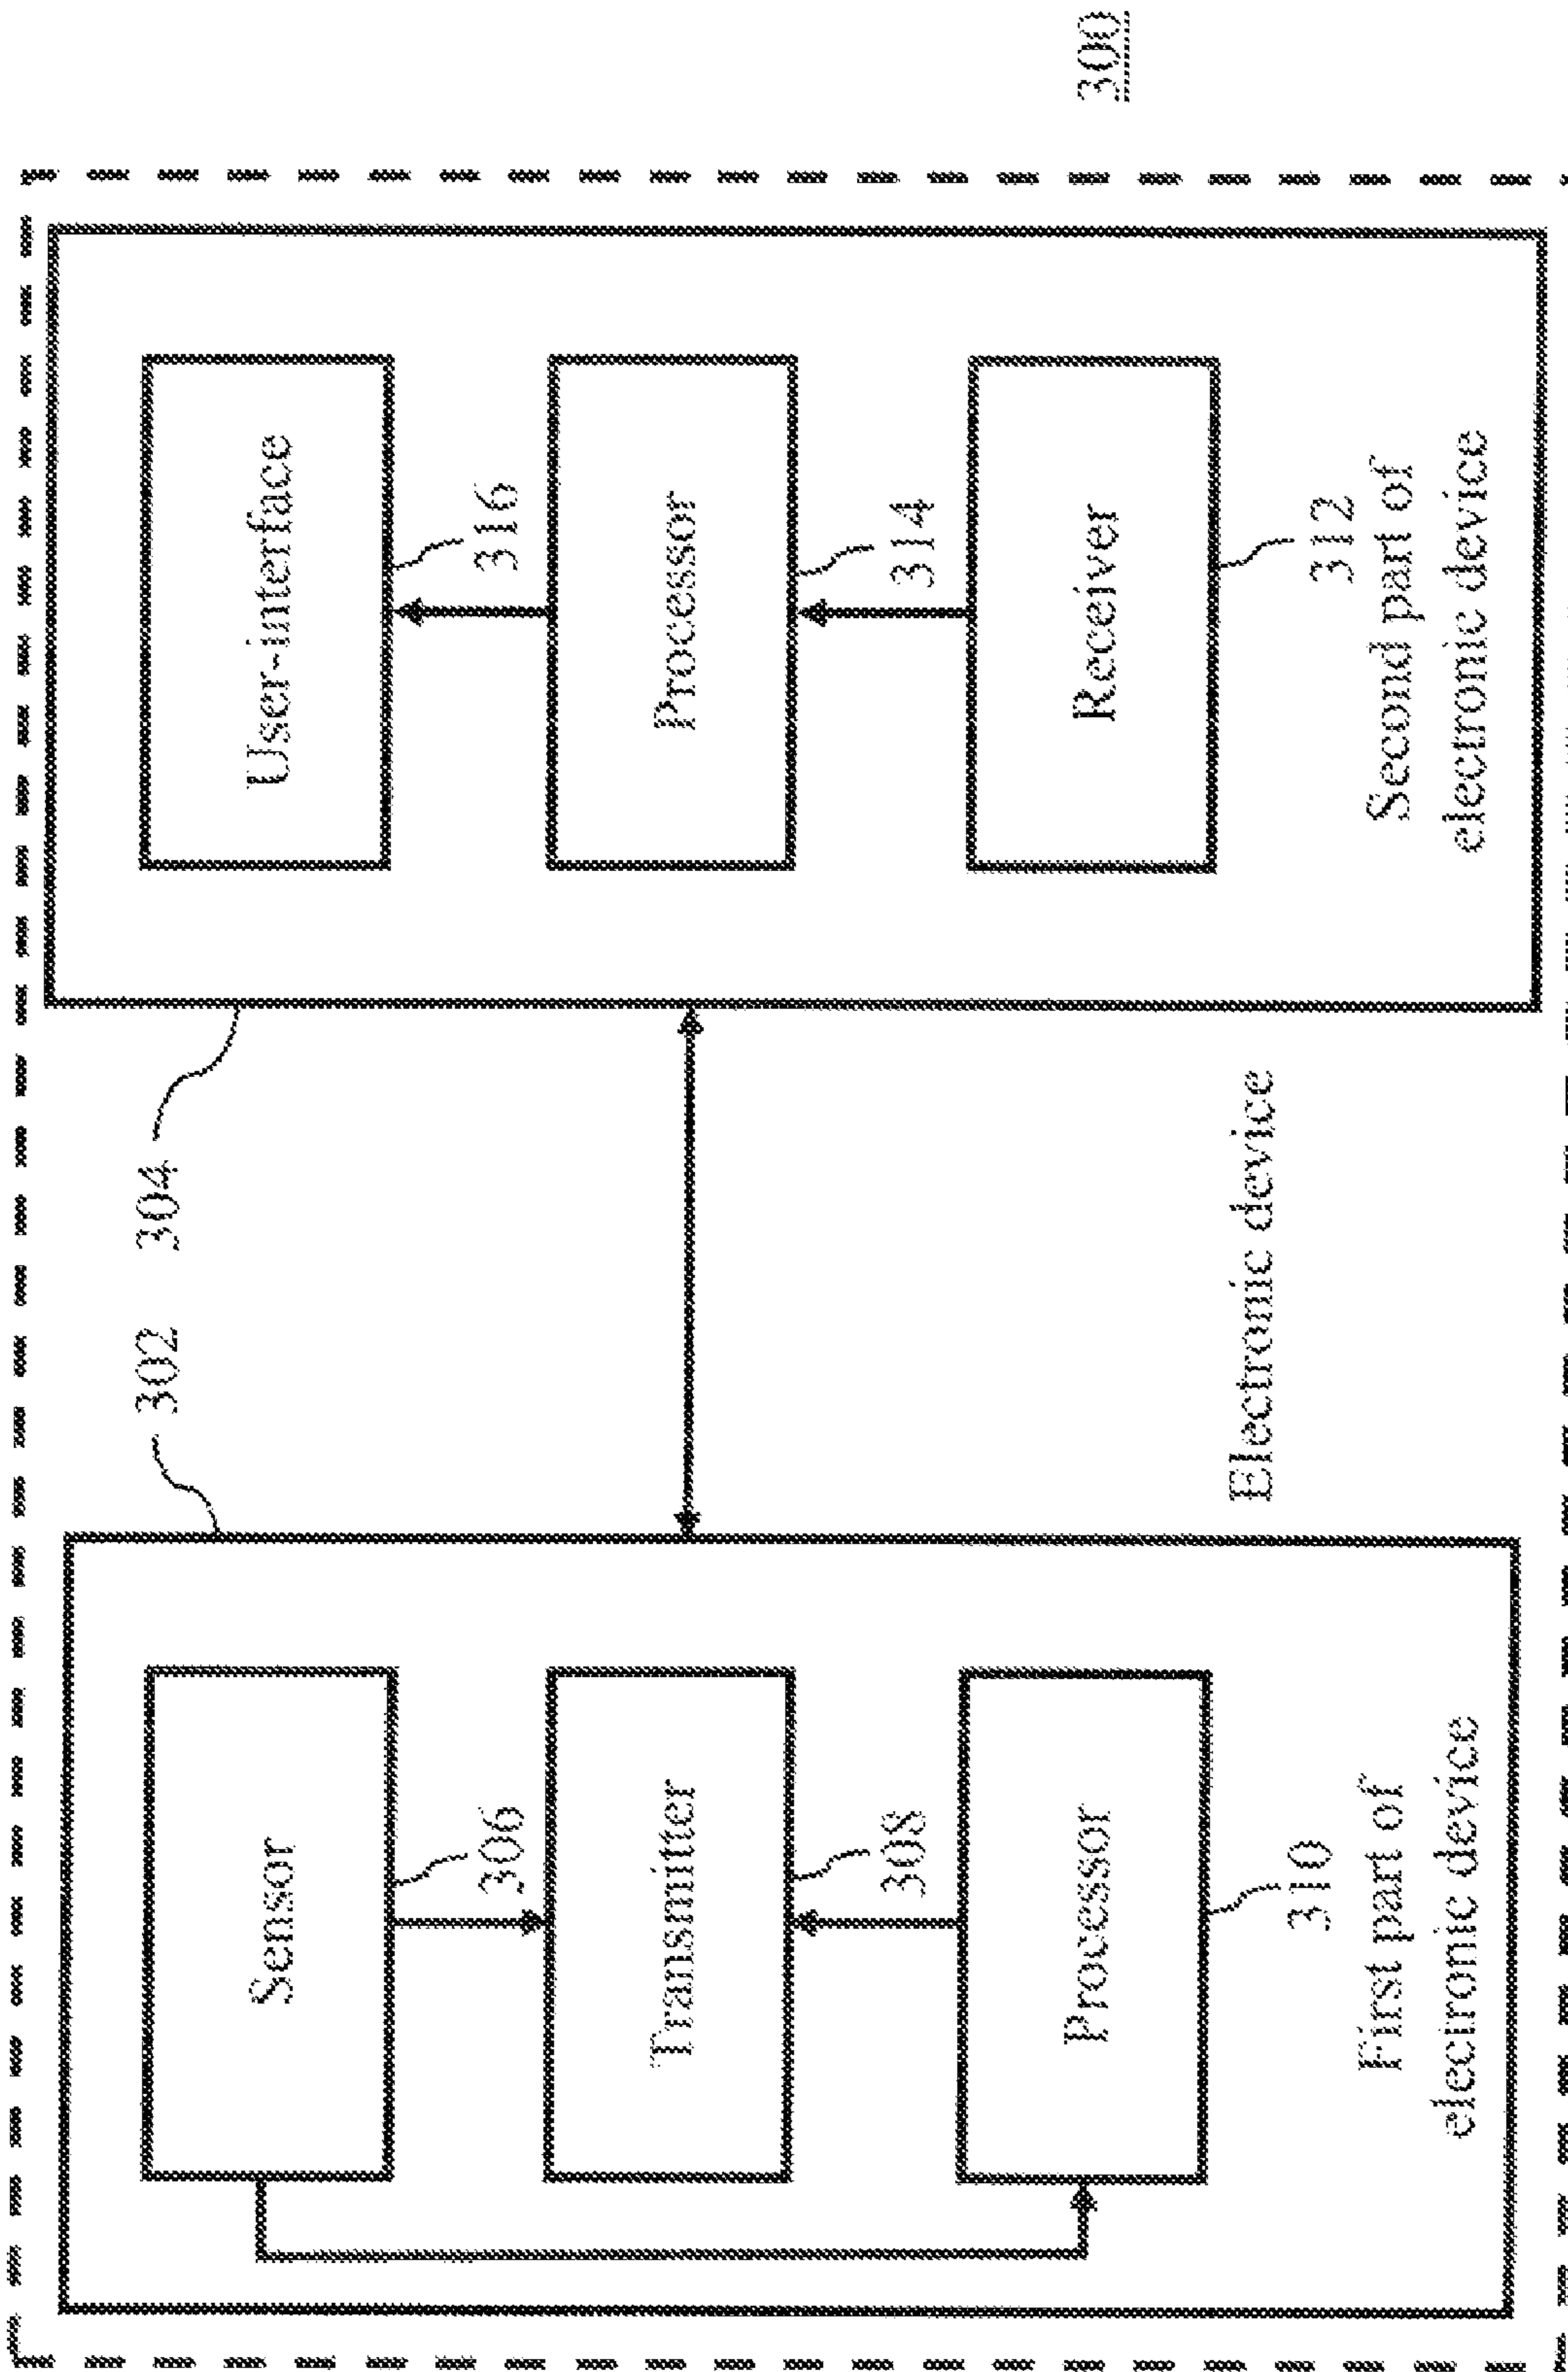 302
304
Sensor
306
Transmitter
308
Processor
310
First part of
electronic device
Electronic device
User-interface
316
Processor
314
Receiver
312
Second part of
electronic device
300